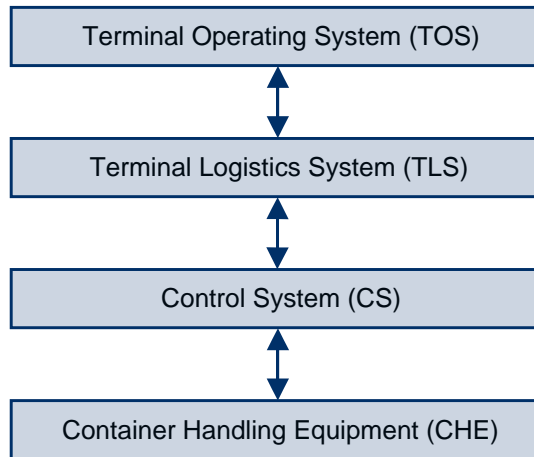 Terminal Operating System (TOS)
Terminal Logistics System (TLS)
Control System (CS)
Container Handling Equipment (CHE)